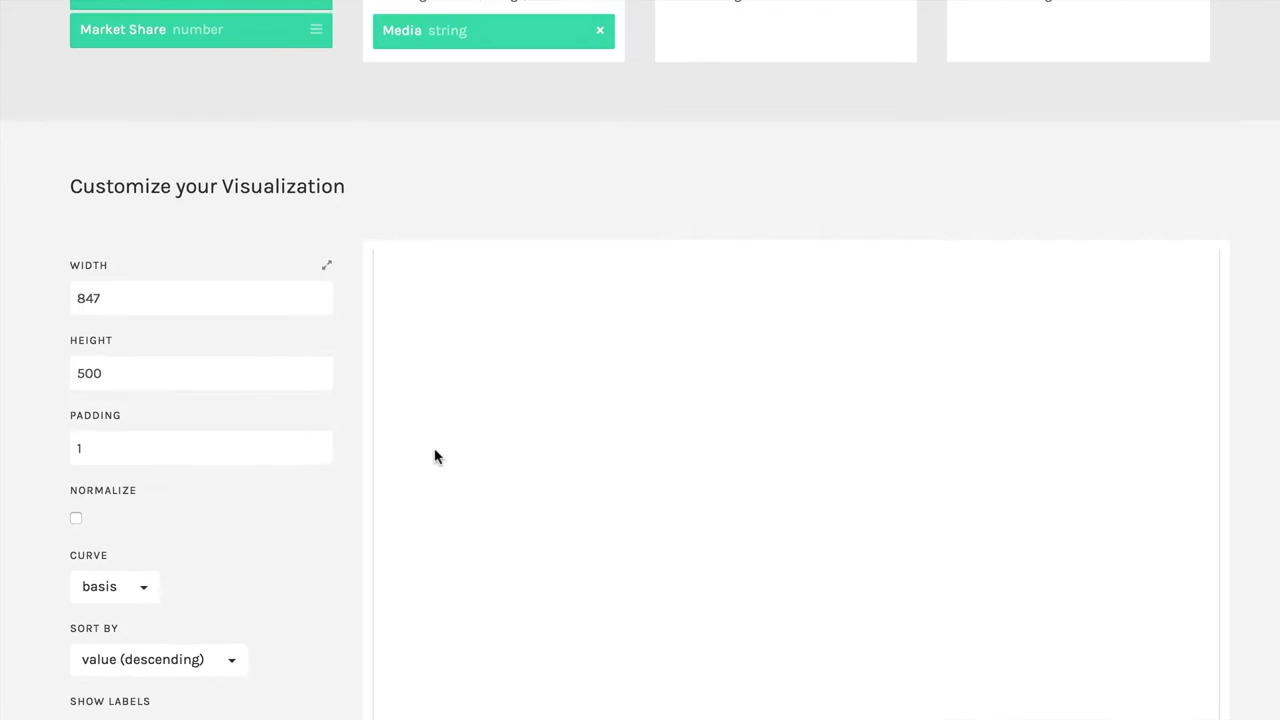 Market Share number
Media string
Customize your Visualization
WIDTH
847
HEIGHT
500
PADDING
1
NORMALIZE
CURVE
basis
SORT BY
value (descending)
SHOW LABELS